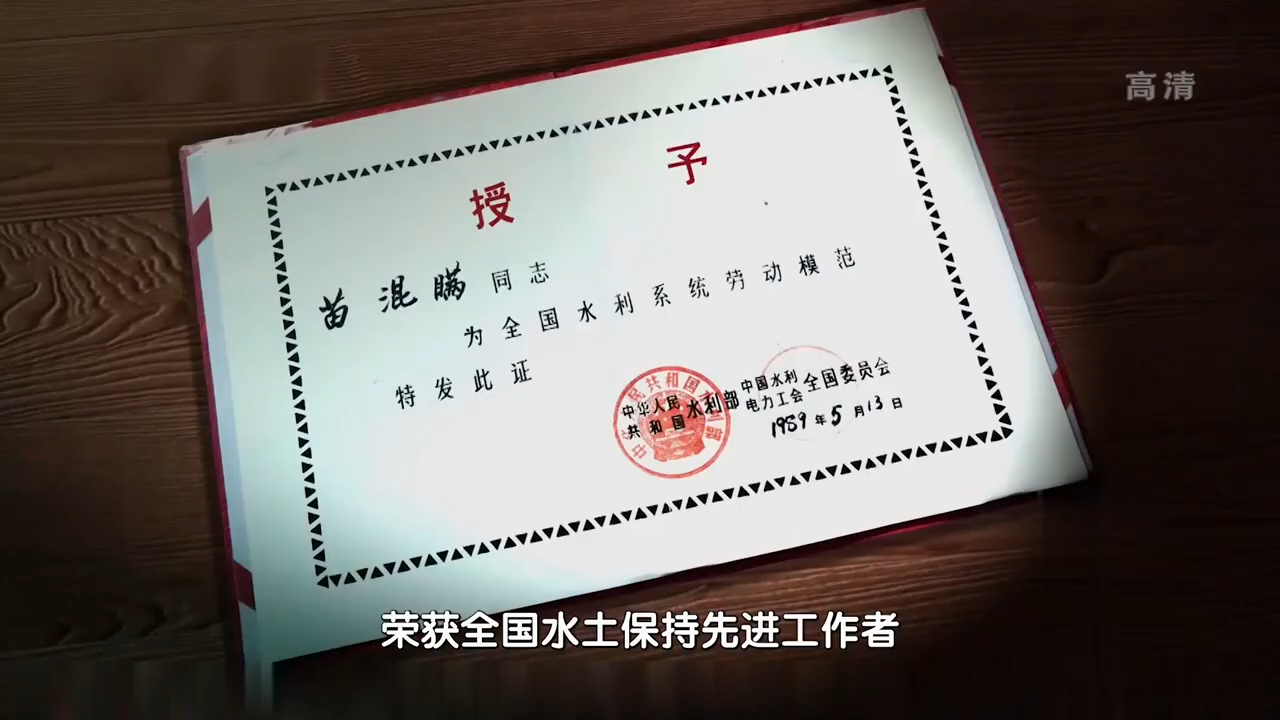 高清
授 予
苗混瞒同志
为全国水利系统劳动模范
特发此证
中华人民
共和国
水利部
中国水利
电力工会
全国委员会
1989年5月13日
荣获全国水土保持先进工作者